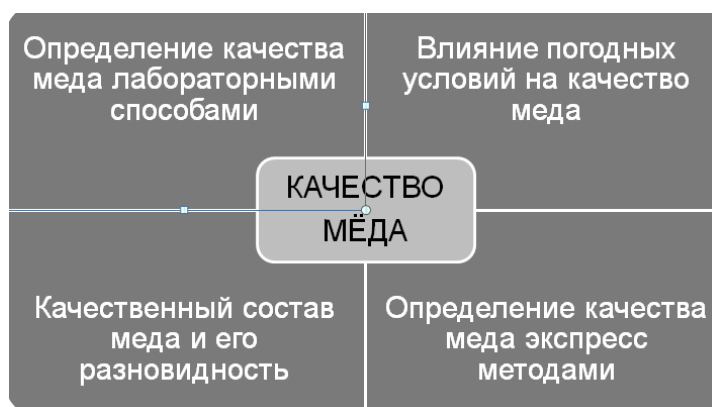 Определение качества
меда лабораторными
способами
Влияние погодных
условий на качество
меда
КАЧЕСТВО
МЁДА
Качественный состав
меда и его
разновидность
Определение качества
меда экспресс
методами